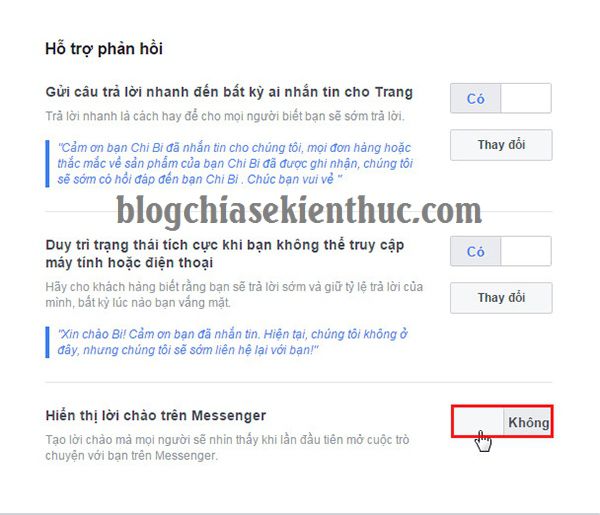 Hỗ trợ phản hồi
Gửi câu trả lời nhanh đến bất kỳ ai nhắn tin cho Trang
Có
Trả lời nhanh là cách hay để cho mọi người biết bạn sẽ sớm trả lời.
Thay đổi
"Cảm ơn bạn Chi Bi đã nhắn tin cho chúng tôi, mọi đơn hàng hoặc
thắc mắc về sản phẩm của bạn Chi Bi đã được ghi nhận, chúng tôi
sẽ sớm có hồi đáp đến bạn Chi Bi . Chúc bạn vui vẻ "
blogchiasekienthuc.com
Duy trì trạng thái tích cực khi bạn không thể truy cập
máy tính hoặc điện thoại
Có
Hãy cho khách hàng biết rằng bạn sẽ trả lời sớm và giữ tỷ lệ trả lời của
mình, bất kỳ lúc nào bạn vắng mặt.
Thay đổi
"Xin chào Bi! Cảm ơn bạn đã nhắn tin. Hiện tại, chúng tôi không ở
đây, nhưng chúng tôi sẽ sớm liên hệ lại với bạn!"
Hiển thị lời chào trên Messenger
Không
Tạo lời chào mà mọi người sẽ nhìn thấy khi lần đầu tiên mở cuộc trò
chuyện với bạn trên Messenger.